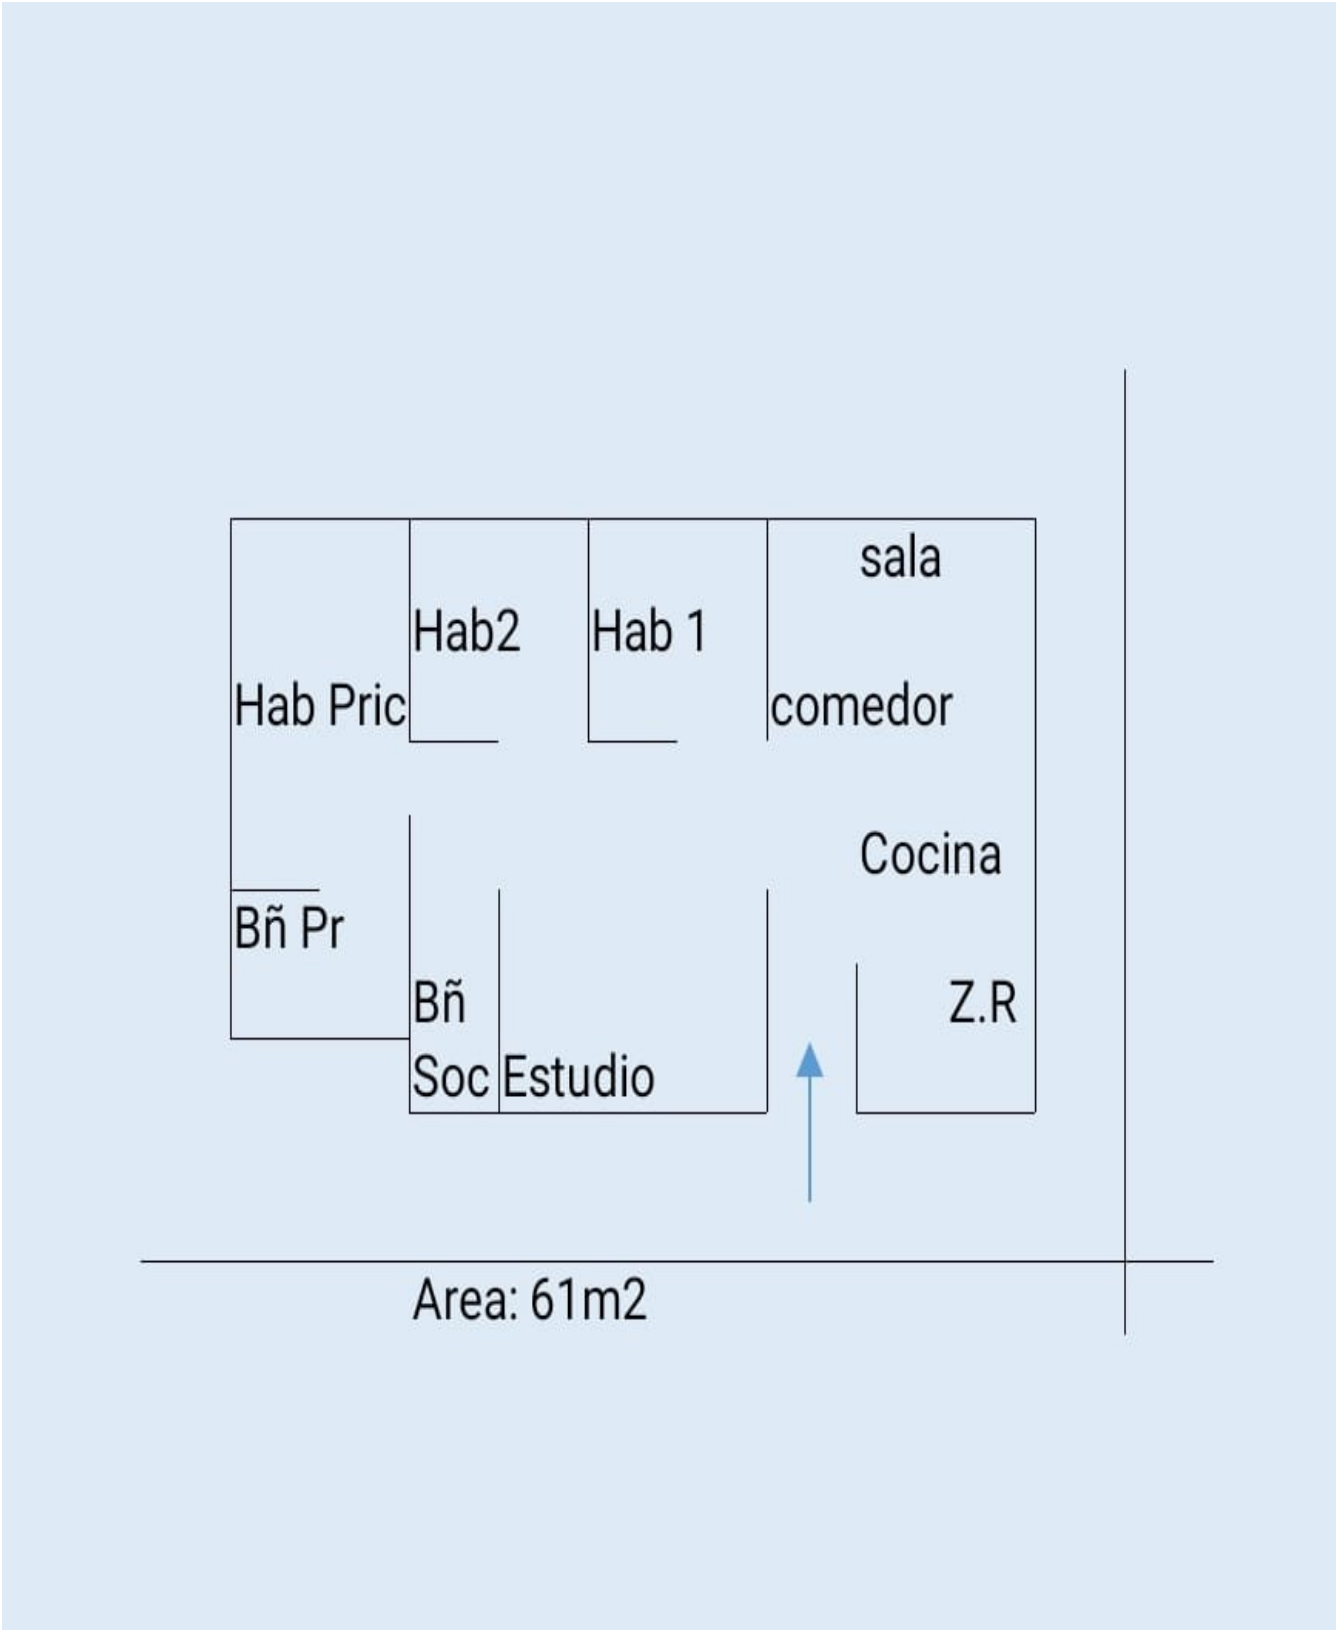 sala
Hab2
Hab 1
Hab Pric
comedor
Cocina
Bñ Pr
Bñ
Soc
Z.R
Estudio
Area: 61m2